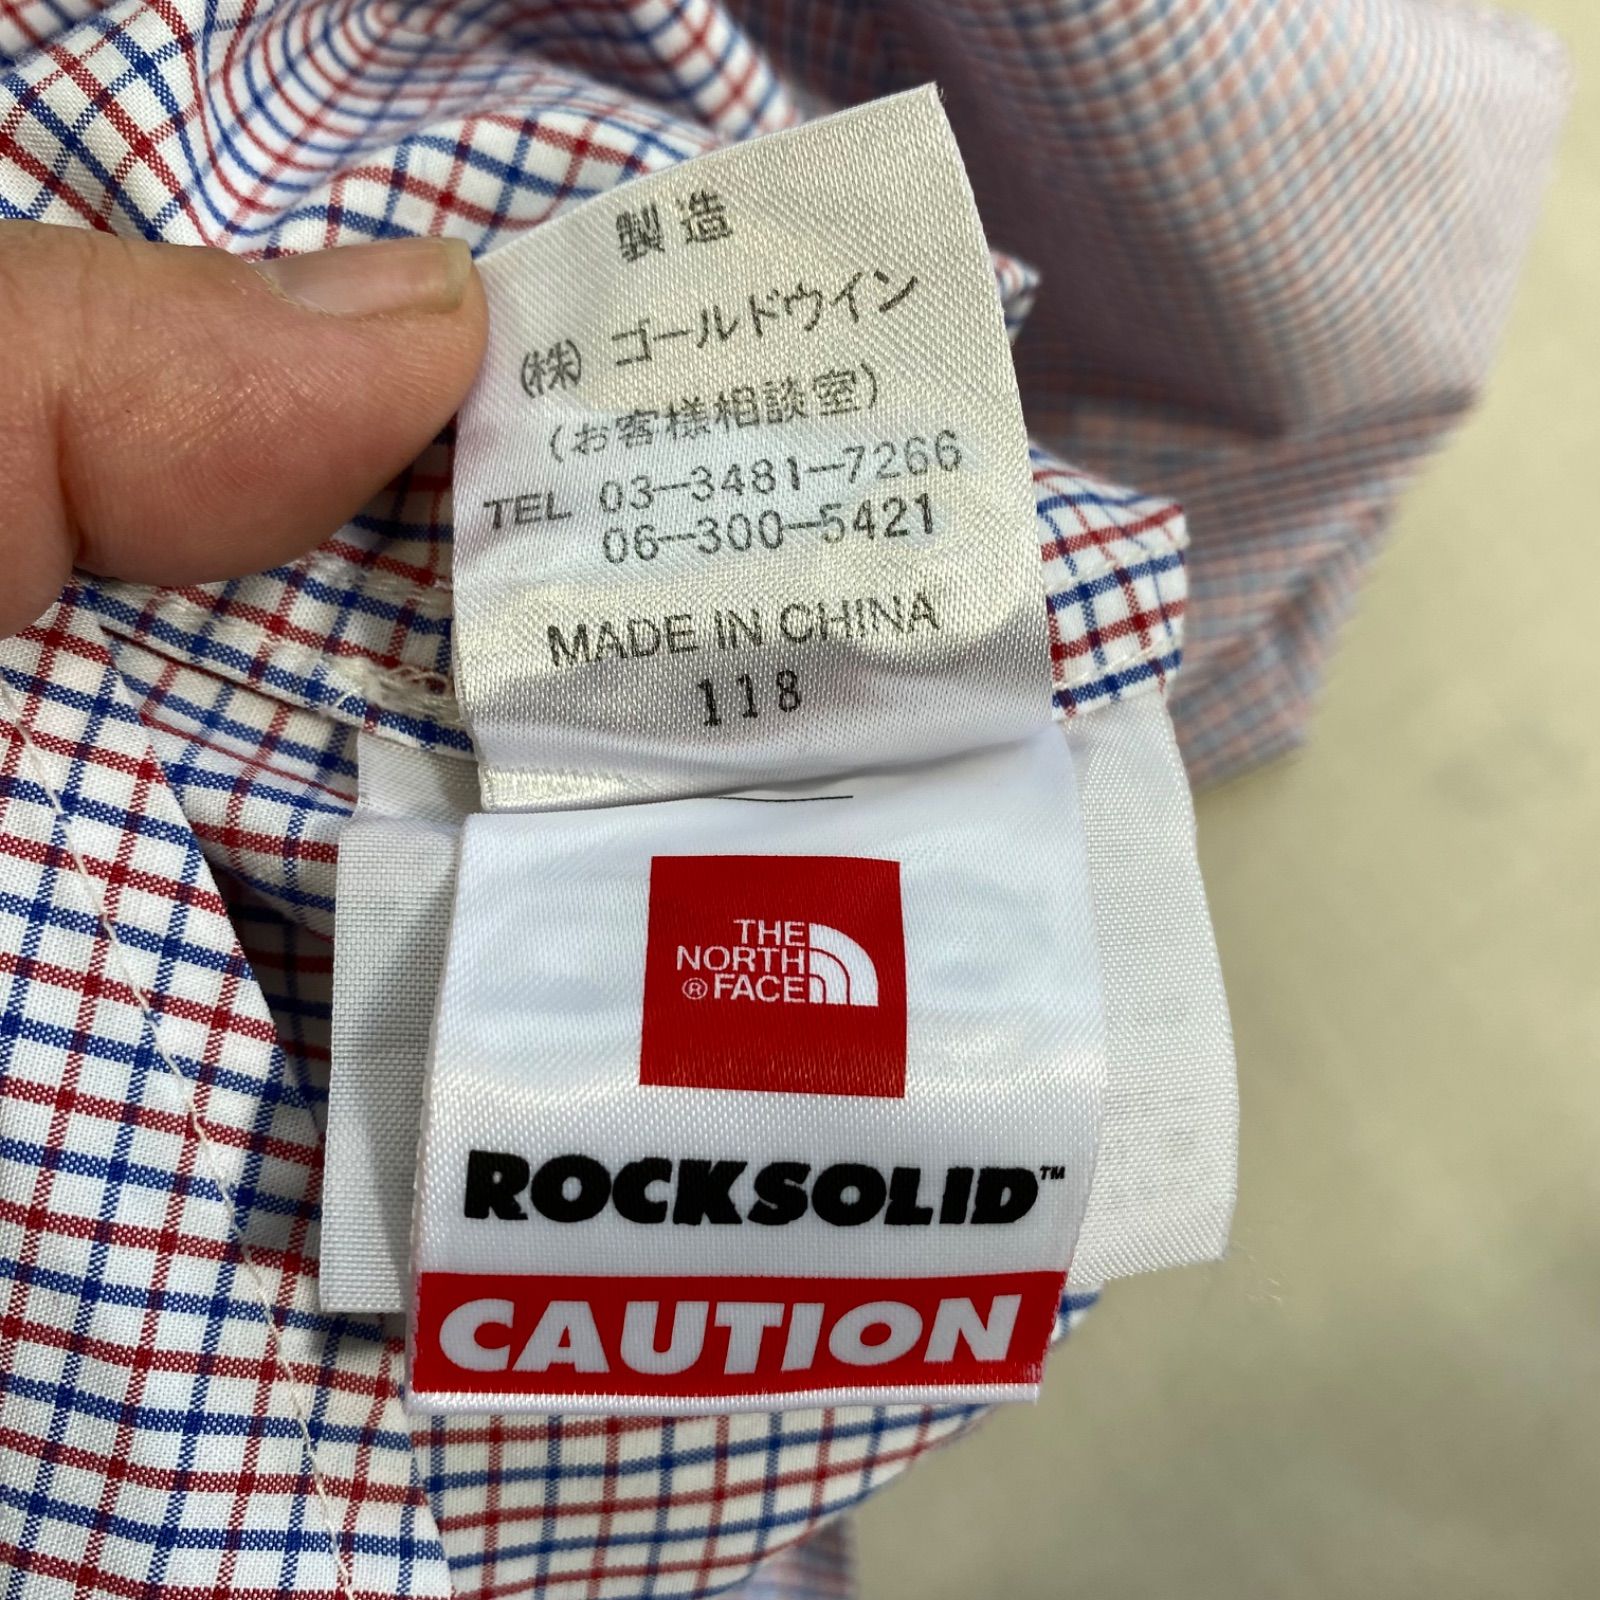 製造
(株) ゴールドウイン
(お客様相談室)
TEL 03-3481-7266
06-300-5421
MADE IN CHINA
118
THE
NORTH
® FACE
ROCKSOLID™
CAUTION